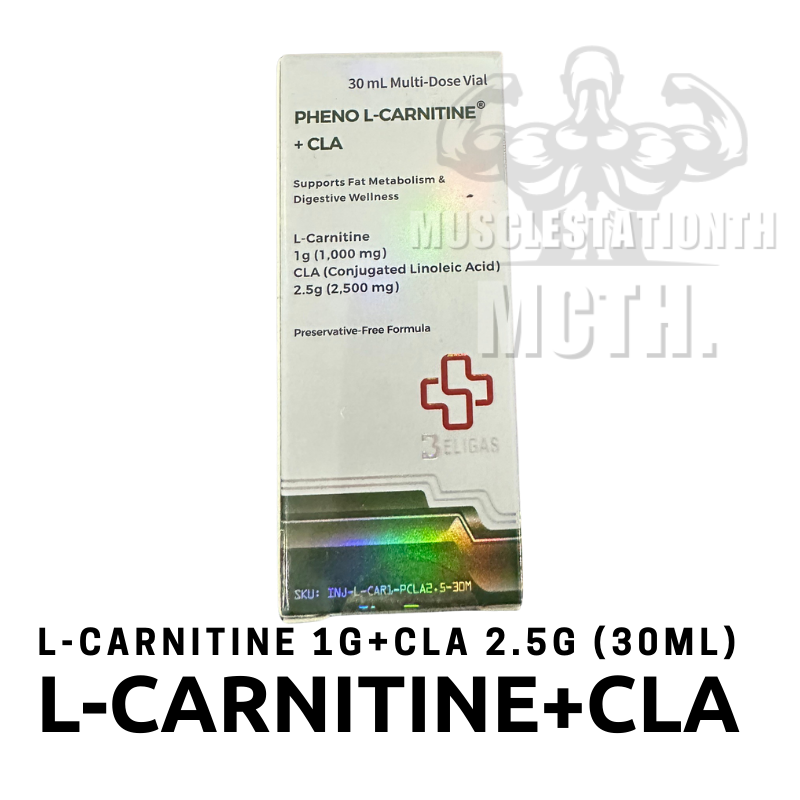 30 mL Multi-Dose Vial
PHENO L-CARNITINE®
+ CLA
Supports Fat Metabolism &
Digestive Wellness
L-Carnitine
1g (1,000 mg)
CLA (Conjugated Linoleic Acid)
2.5g (2,500 mg)
Preservative-Free Formula
BELIGAS
SKU: INJ-L-CAR1-PCLA2.5-30M
MUSCLESTATIONTH
MCTH.
L-CARNITINE 1G+CLA 2.5G (30ML)
L-CARNITINE+CLA